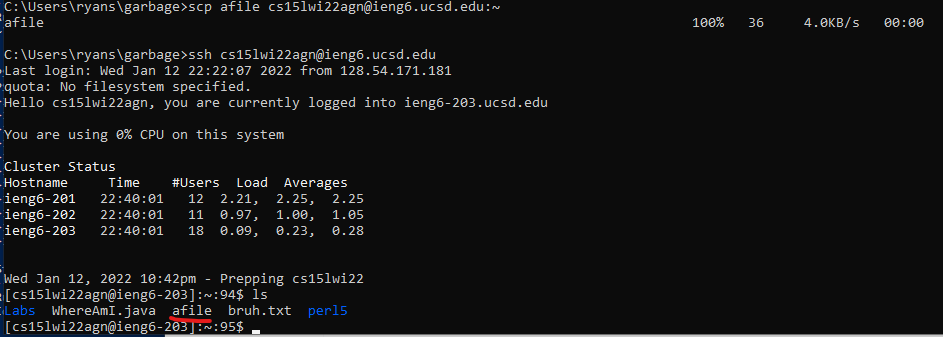 C:\Users\ryans\garbage>scp afile cs15lwi22agn@ieng6.ucsd.edu:~
afile 100% 36 4.0KB/s 00:00
C:\Users\ryans\garbage>ssh cs15lwi22agn@ieng6.ucsd.edu
Last login: Wed Jan 12 22:22:07 2022 from 128.54.171.181
quota: No filesystem specified.
Hello cs15lwi22agn, you are currently logged into ieng6-203.ucsd.edu
You are using 0% CPU on this system
Cluster Status
Hostname Time #Users Load Averages
ieng6-201 22:40:01 12 2.21, 2.25, 2.25
ieng6-202 22:40:01 11 0.97, 1.00, 1.05
ieng6-203 22:40:01 18 0.09, 0.23, 0.28
Wed Jan 12, 2022 10:42pm - Prepping cs15lwi22
[cs15lwi22agn@ieng6-203]:~:94$ ls
Labs WhereAmI.java afile bruh.txt perl5
[cs15lwi22agn@ieng6-203]:~:95$